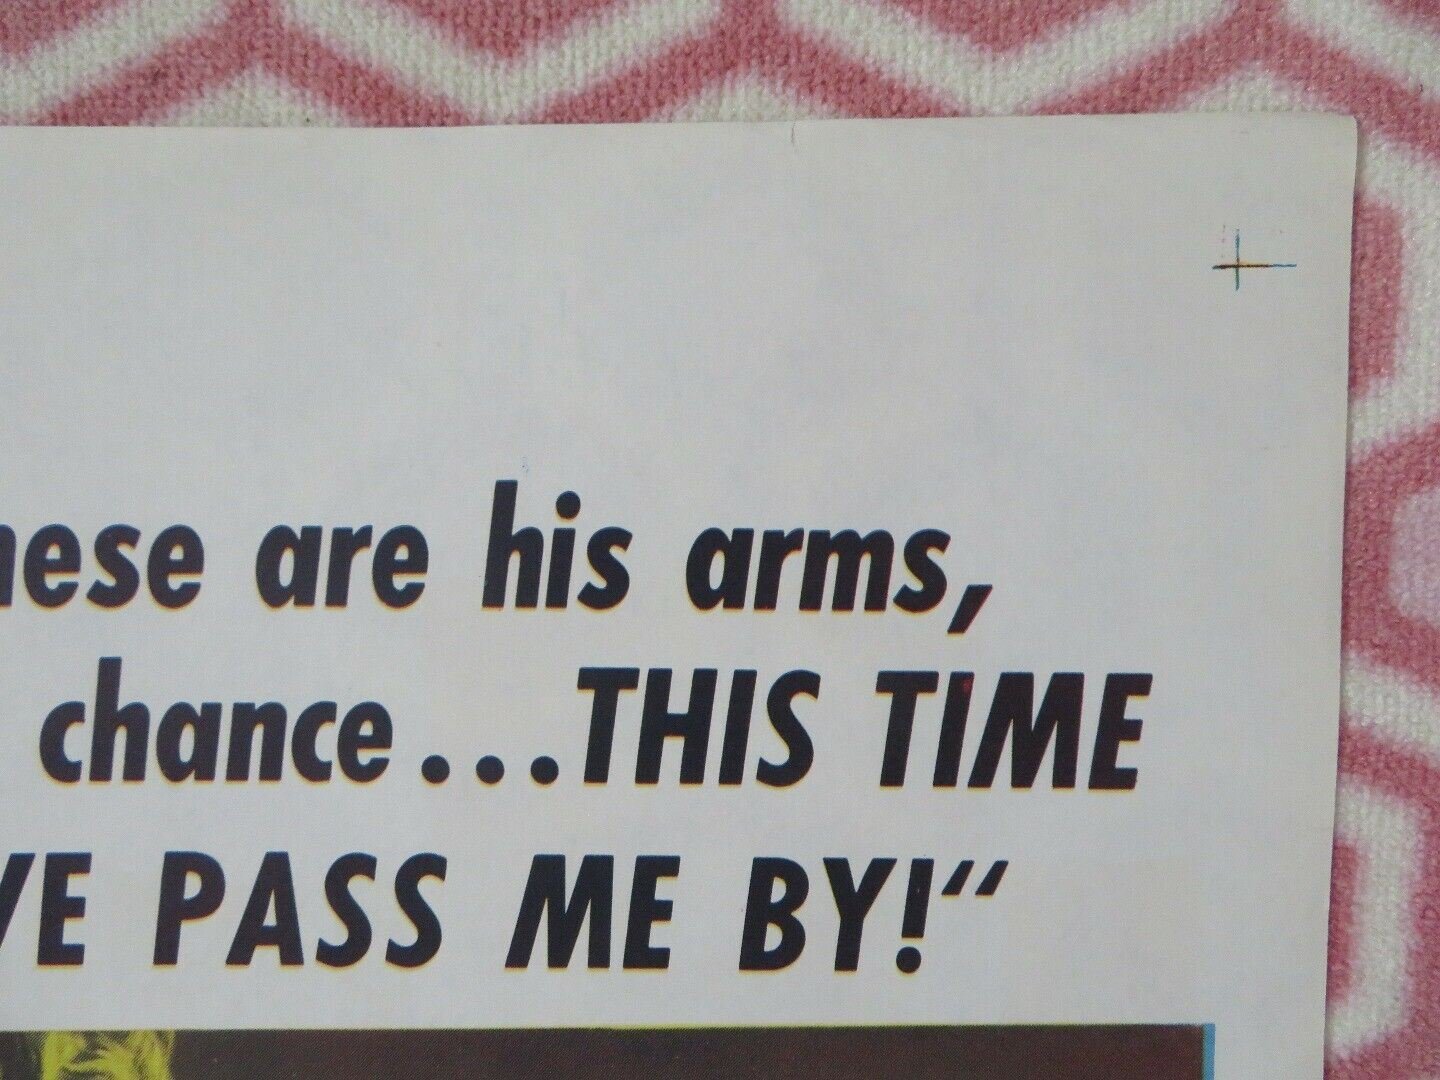 hese are his arms,
chance...THIS TIME
VE PASS ME BY!“